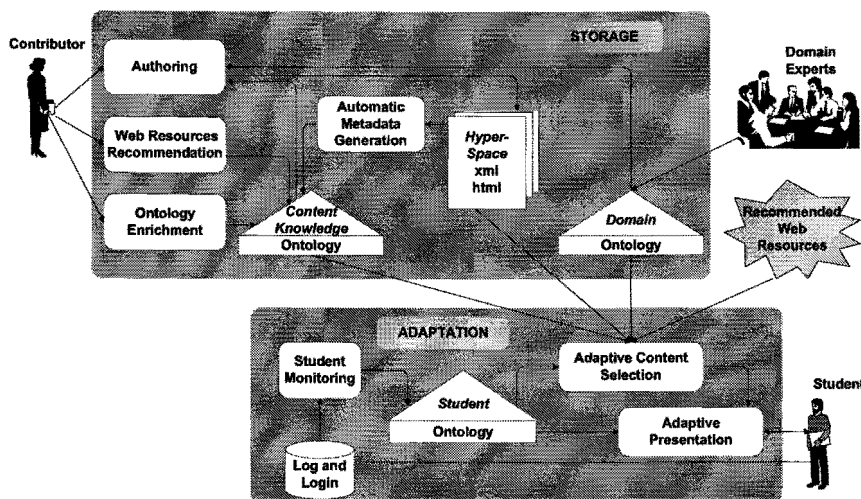 STORAGE
Contributor
Domain
Experts
Authoring
Automatic
Metadata
Generation
Hyper-
Space
xml
html
Web Resources
Recommendation
Ontology
Enrichment
Content
Knowledge
Ontology
Domain
Ontology
Recommended
Web
Resources
ADAPTATION
Student
Monitoring
Adaptive Content
Selection
Student
Student
Ontology
Adaptive
Presentation
Log and
Login